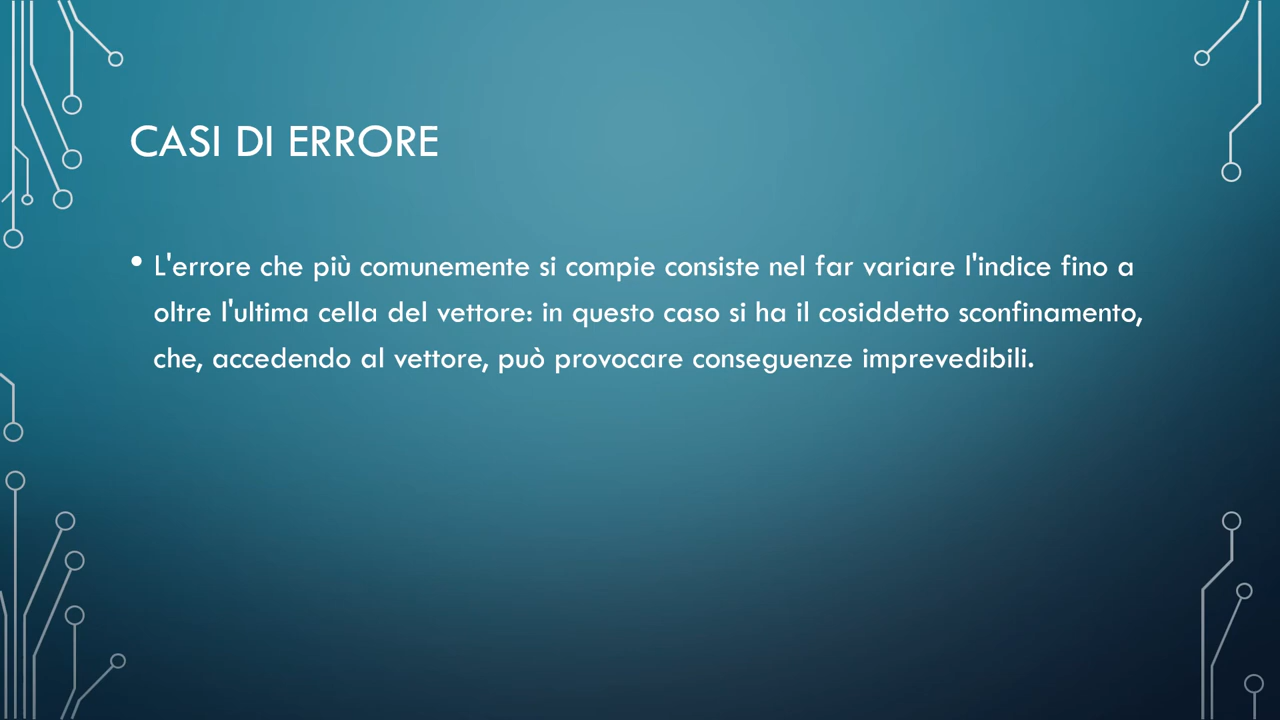 CASI DI ERRORE
• L'errore che più comunemente si compie consiste nel far variare l'indice fino a
oltre l'ultima cella del vettore: in questo caso si ha il cosiddetto sconfinamento,
che, accedendo al vettore, può provocare conseguenze imprevedibili.